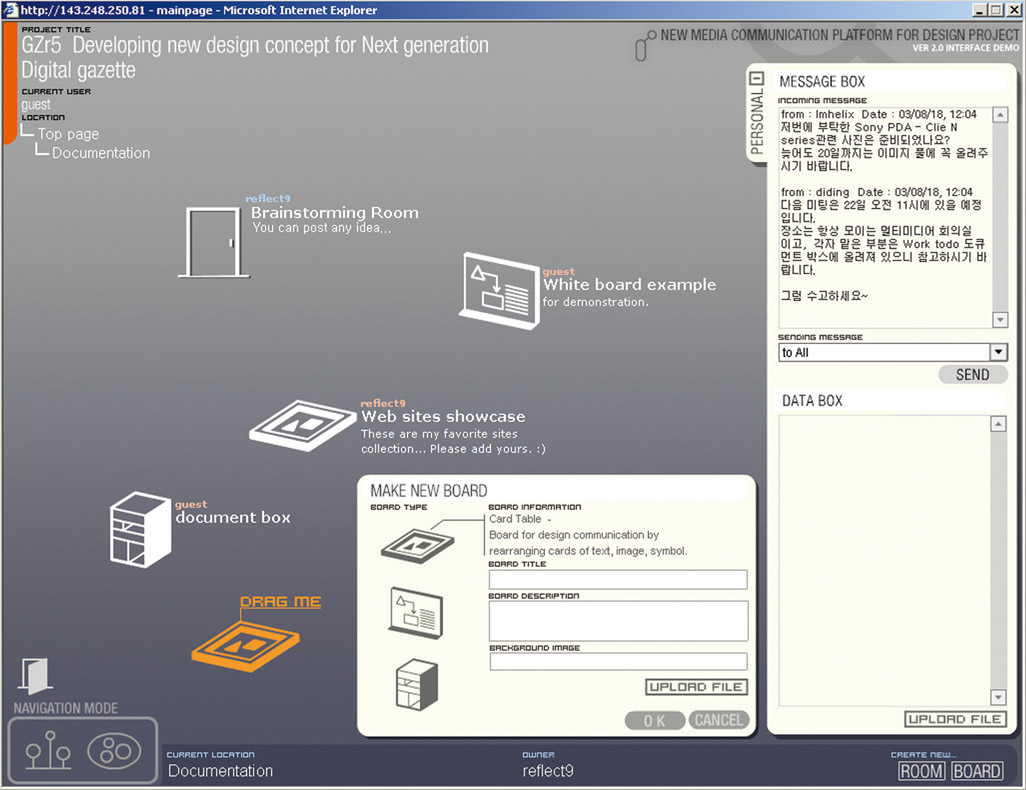 http://143.248.250.81 - mainpage - Microsoft Internet Explorer
PROJECT TITLE
GZr5 Developing new design concept for Next generation
Digital gazette
CURRENT USER
guest
LOCATION
Top page
Documentation
NEW MEDIA COMMUNICATION PLATFORM FOR DESIGN PROJECT
VER 2.0 INTERFACE DEMO
reflect9
Brainstorming Room
You can post any idea,,,
guest
White board example
for demonstration.
reflect9
Web sites showcase
These are my favorite sites
collection... Please add yours. :)
guest
document box
DRAG ME
MAKE NEW BOARD
BOARD TYPE
BOARD INFORMATION
Card Table -
Board for design communication by
rearranging cards of text, image, symbol.
BOARD TITLE
BOARD DESCRIPTION
BACKGROUND IMAGE
UPLOAD FILE
OK
CANCEL
PERSONAL
MESSAGE BOX
INCOMING MESSAGE
from : lmhelix Date : 03/08/18, 12:04
저번에 부탁한 Sony PDA - Clie N
series관련 사진은 준비되었나요?
늦어도 20일까지는 이미지 풀에 꼭 올려주
시기 바랍니다.
from : diding Date : 03/08/18, 12:04
다음 미팅은 22일 오전 11시에 있을 예정
입니다.
장소는 항상 모이는 멀티미디어 회의실
이고, 각자 맡은 부분은 Work todo 도큐
먼트 박스에 올려져 있으니 참고하시기 바
랍니다.
그럼 수고하세요~
SENDING MESSAGE
to All
SEND
DATA BOX
UPLOAD FILE
NAVIGATION MODE
CURRENT LOCATION
Documentation
OWNER
reflect9
CREATE NEW...
ROOM
BOARD